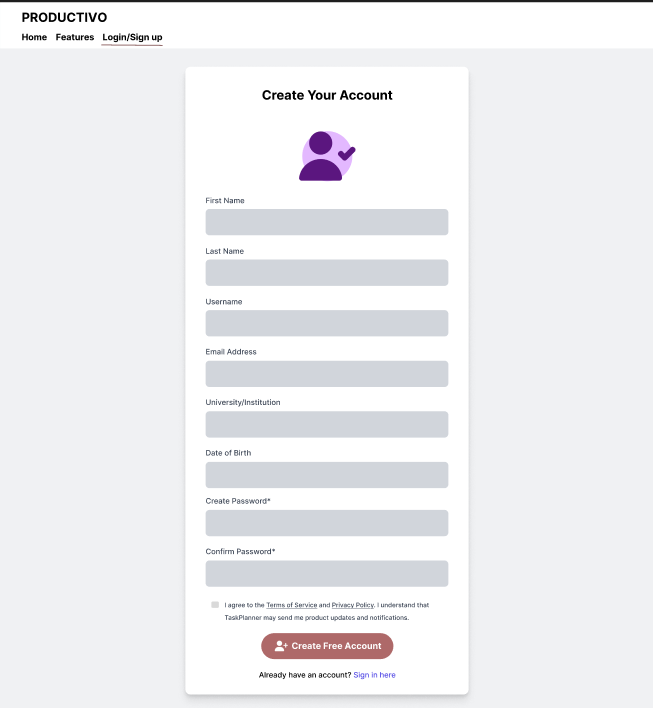 PRODUCTIVO
Home Features Login/Sign up
Create Your Account
First Name
Last Name
Username
Email Address
University/Institution
Date of Birth
Create Password*
Confirm Password*
I agree to the Terms of Service and Privacy Policy. I understand that
TaskPlanner may send me product updates and notifications.
Create Free Account
Already have an account? Sign in here